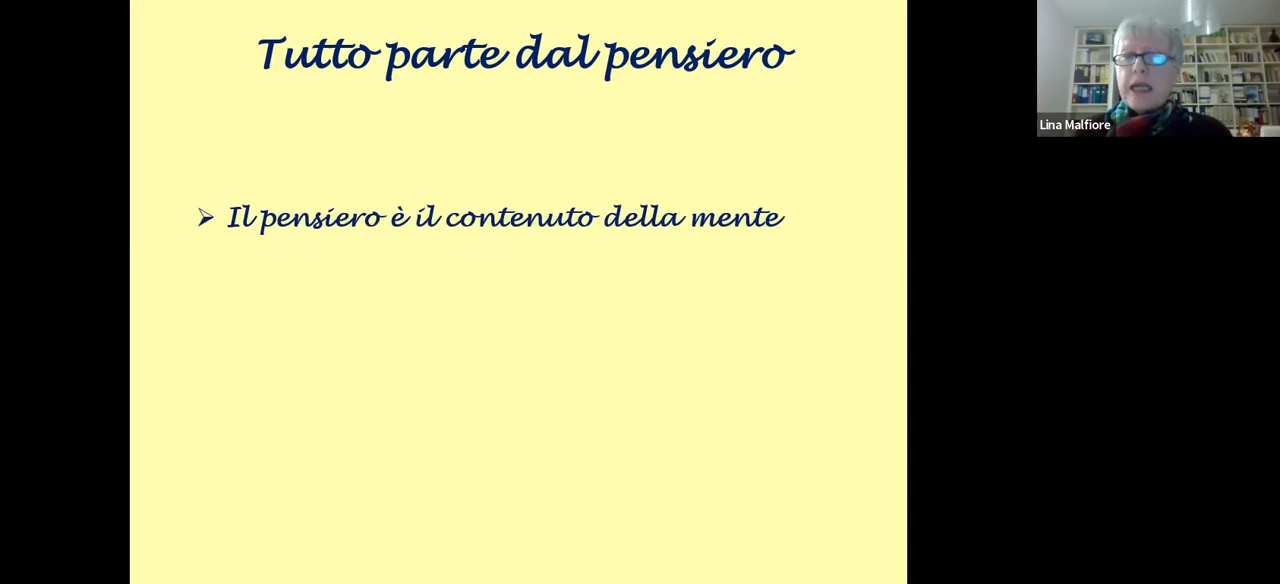 Tutto parte dal pensiero
Lina Malfiore
➢ Il pensiero è il contenuto della mente